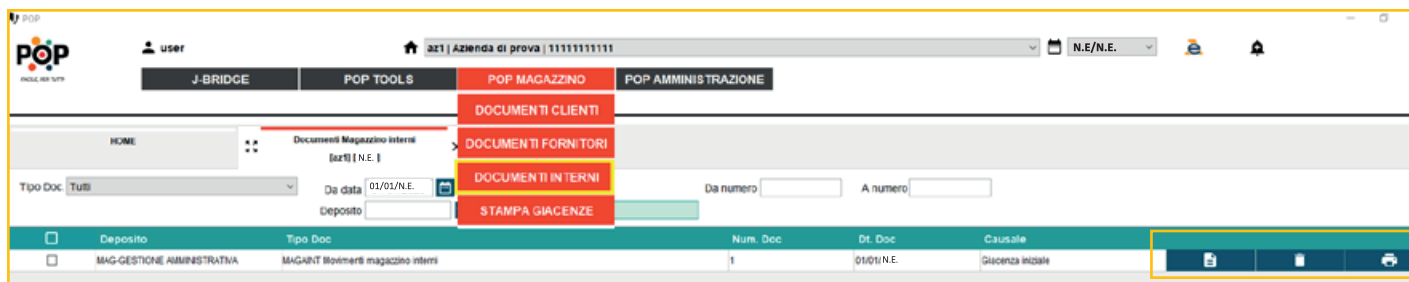 POP
POP
user
az1 | Azienda di prova | 11111111111
N.E/N.E.
J-BRIDGE
POP TOOLS
POP MAGAZZINO
POP AMMINISTRAZIONE
DOCUMENTI CLIENTI
HOME
Documenti Magazzino interni
[az1] [ N.E. ]
DOCUMENTI FORNITORI
DOCUMENTI INTERNI
Tipo Doc. Tutti
Da data 01/01/N.E.
Da numero
A numero
Deposito
STAMPA GIACENZE
Deposito
Tipo Doc
Num. Doc
Dt. Doc
Causale
MAG-GESTIONE AMMINISTRATIVA
MAGAINT Movimenti magazzino interni
1
01/01/ N.E.
Giacenza iniziale